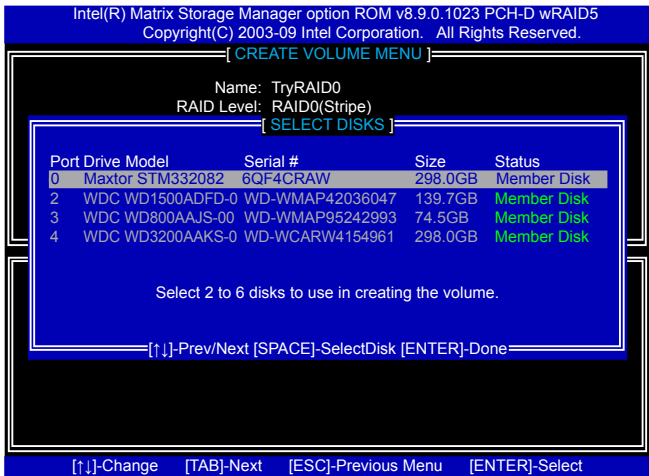 Intel(R) Matrix Storage Manager option ROM v8.9.0.1023 PCH-D wRAID5
Copyright(C) 2003-09 Intel Corporation. All Rights Reserved.
[ CREATE VOLUME MENU ]
Name: TryRAID0
RAID Level: RAID0(Stripe)
[ SELECT DISKS ]
Port Drive Model Serial # Size Status
0 Maxtor STM332082 6QF4CRAW 298.0GB Member Disk
2 WDC WD1500ADFD-0 WD-WMAP42036047 139.7GB Member Disk
3 WDC WD800AAJS-00 WD-WMAP95242993 74.5GB Member Disk
4 WDC WD3200AAKS-0 WD-WCARW4154961 298.0GB Member Disk
Select 2 to 6 disks to use in creating the volume.
[↑↓]-Prev/Next [SPACE]-SelectDisk [ENTER]-Done
[↑↓]-Change [TAB]-Next [ESC]-Previous Menu [ENTER]-Select